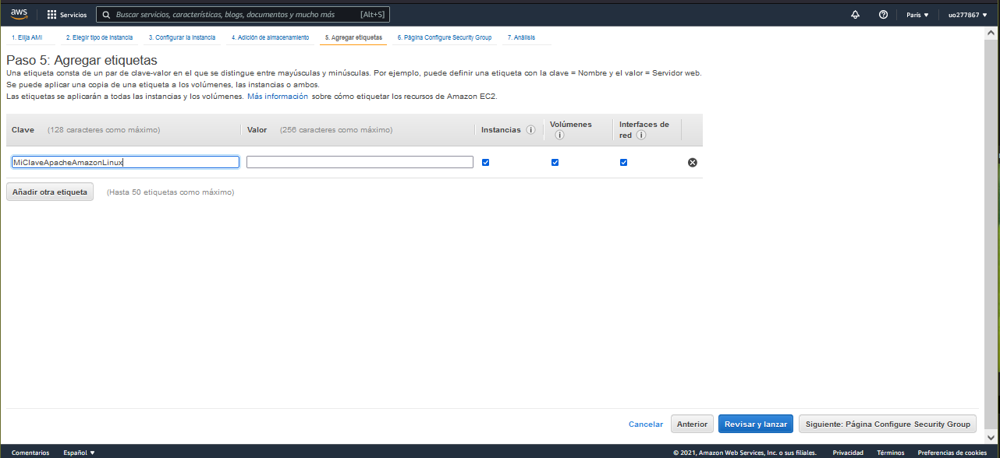 aws Servicios Buscar servicios, características, blogs, documentos y mucho más [Alt+S] París ▼ uo277867 ▼
1. Elija AMI 2. Elegir tipo de instancia 3. Configurar la instancia 4. Adición de almacenamiento 5. Agregar etiquetas 6. Página Configure Security Group 7. Análisis
Paso 5: Agregar etiquetas
Una etiqueta consta de un par de clave-valor en el que se distingue entre mayúsculas y minúsculas. Por ejemplo, puede definir una etiqueta con la clave = Nombre y el valor = Servidor web.
Se puede aplicar una copia de una etiqueta a los volúmenes, las instancias o ambos.
Las etiquetas se aplicarán a todas las instancias y los volúmenes. Más información sobre cómo etiquetar los recursos de Amazon EC2.
Clave (128 caracteres como máximo) Valor (256 caracteres como máximo) Instancias Volúmenes Interfaces de red
MiClaveApacheAmazonLinux
Añadir otra etiqueta (Hasta 50 etiquetas como máximo)
Cancelar Anterior Revisar y lanzar Siguiente: Página Configure Security Group
Comentarios Español ▼ © 2021, Amazon Web Services, Inc. o sus filiales. Privacidad Términos Preferencias de cookies